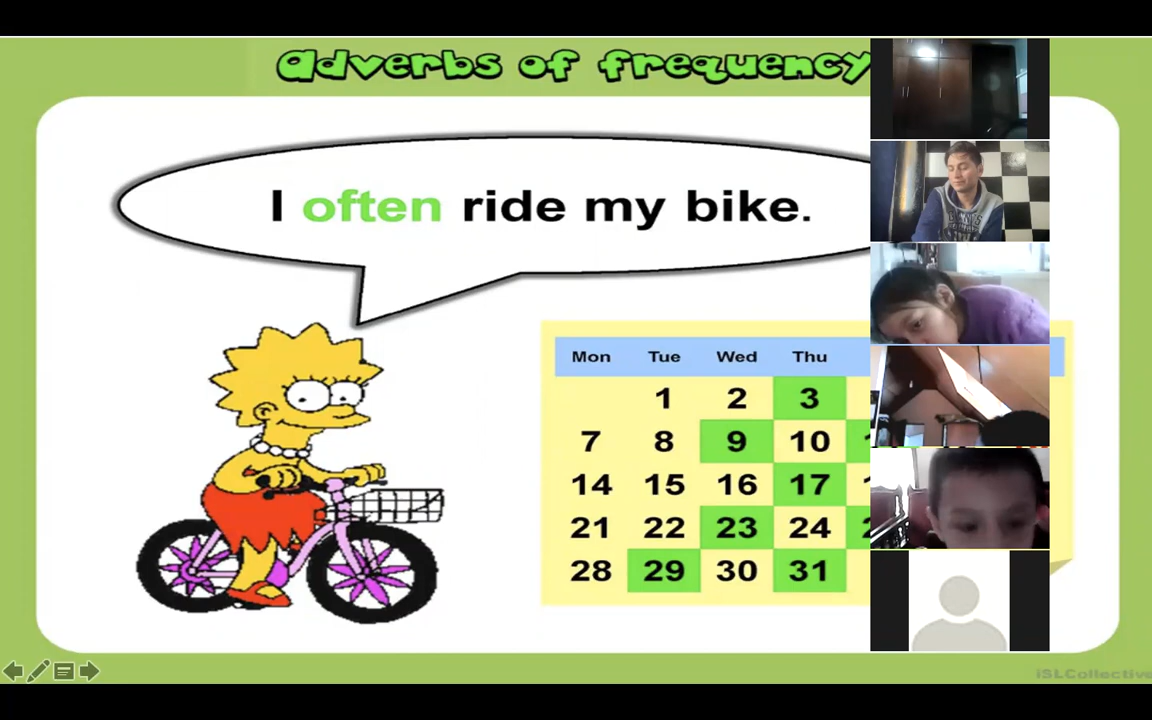 adverbs of frequency
I often ride my bike.
Mon Tue Wed Thu
1 2 3
7 8 9 10
14 15 16 17
21 22 23 24
28 29 30 31
iSLCollective